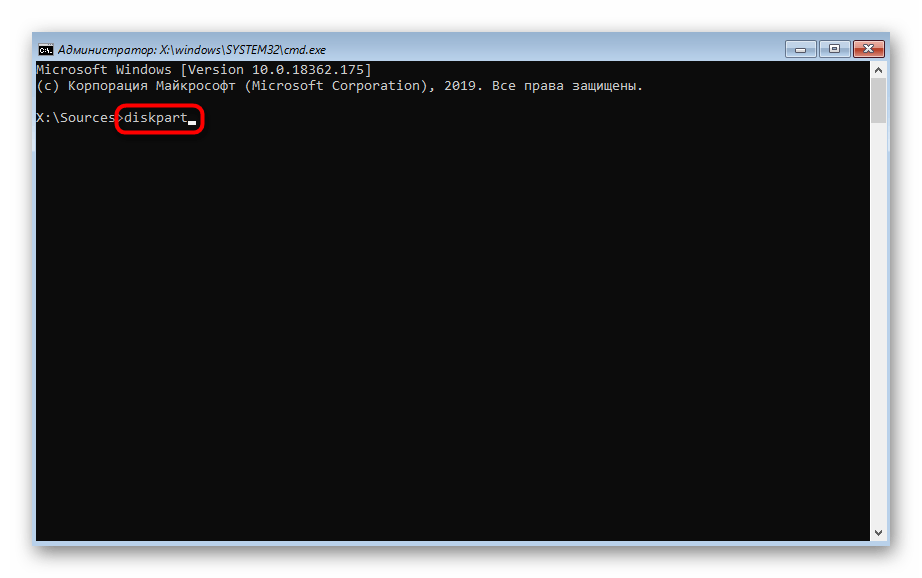 Администратор: X:\windows\SYSTEM32\cmd.exe
Microsoft Windows [Version 10.0.18362.175]
(c) Корпорация Майкрософт (Microsoft Corporation), 2019. Все права защищены.
X:\Sources>diskpart